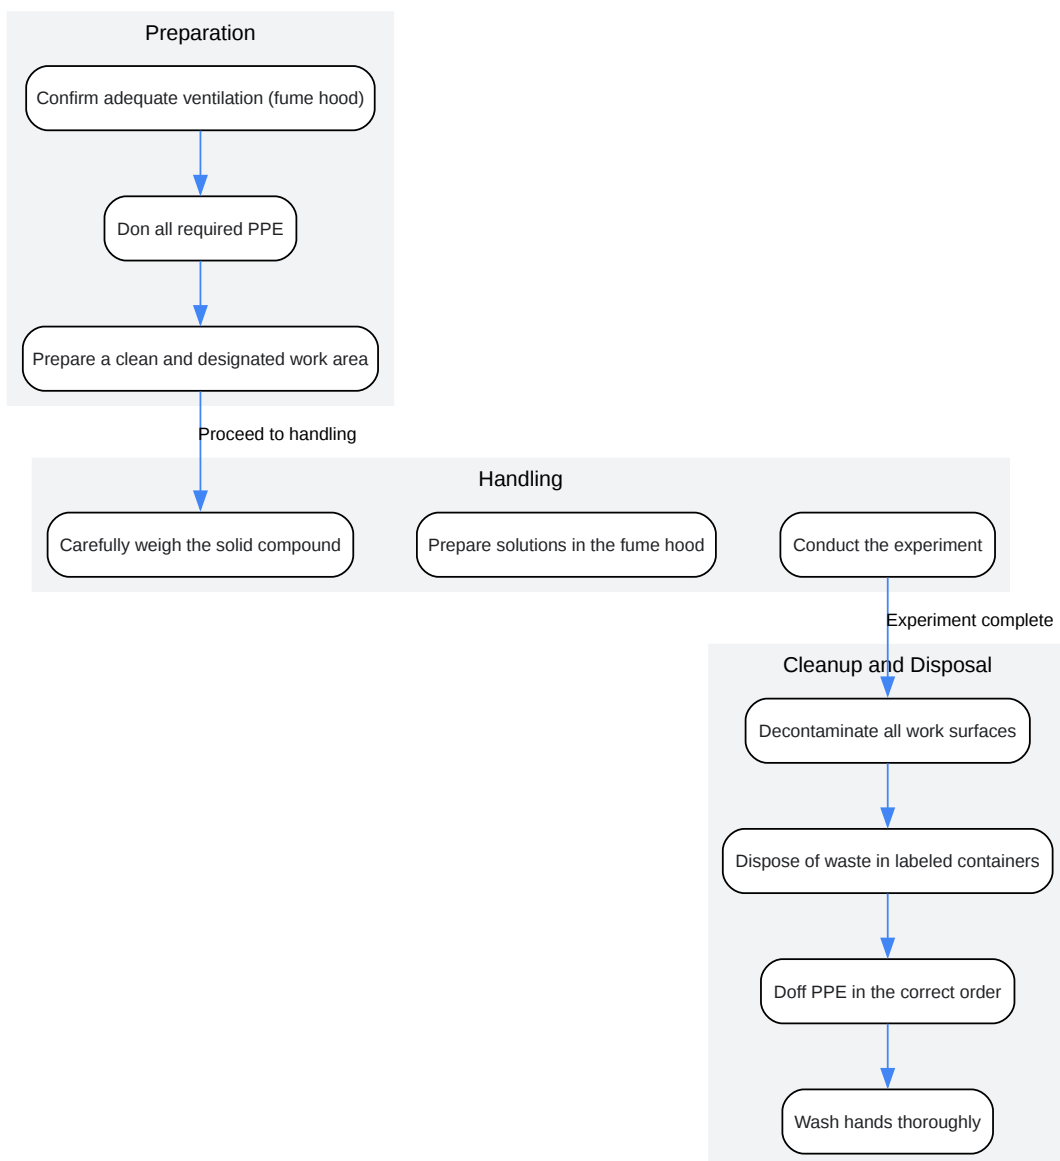 Preparation
Confirm adequate ventilation (fume hood)
Don all required PPE
Prepare a clean and designated work area
Proceed to handling
Handling
Carefully weigh the solid compound
Prepare solutions in the fume hood
Conduct the experiment
Experiment complete
Cleanup and Disposal
Decontaminate all work surfaces
Dispose of waste in labeled containers
Doff PPE in the correct order
Wash hands thoroughly